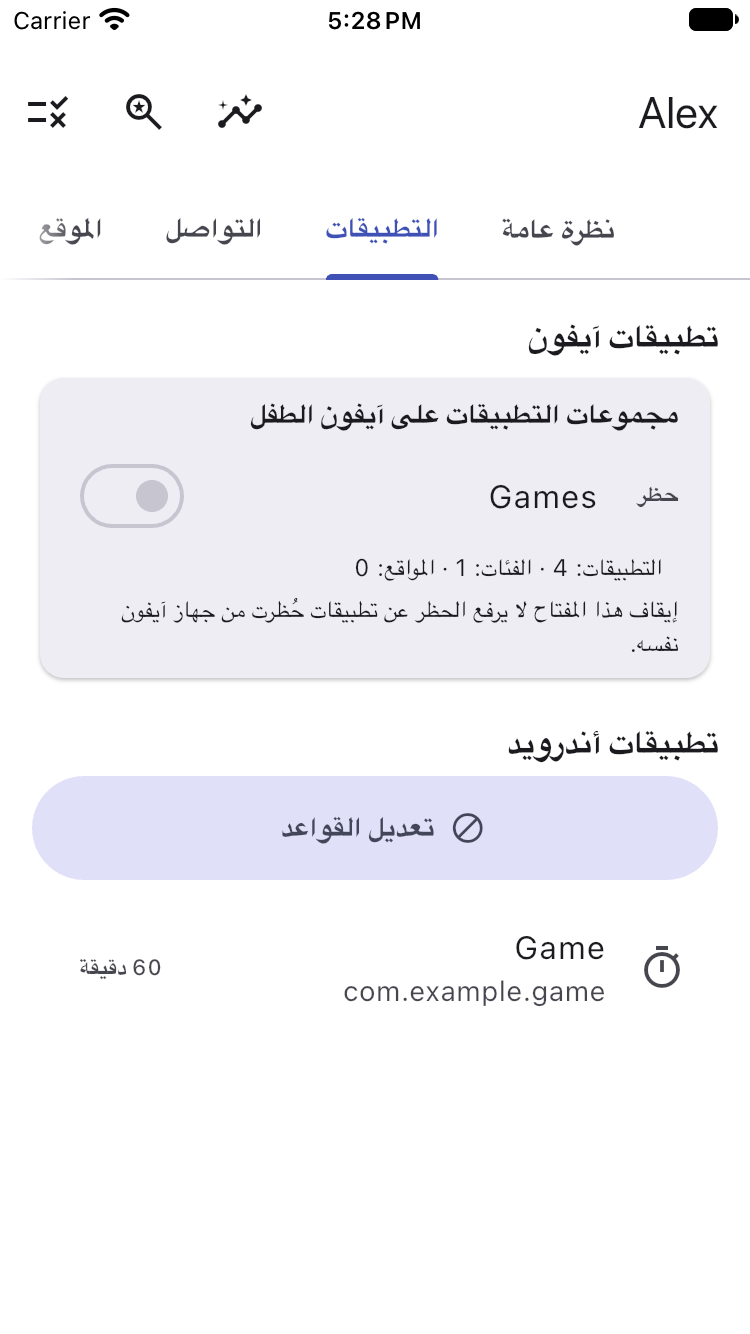 Carrier 5:28 PM
Alex
نظرة عامة التطبيقات التواصل الموقع
تطبيقات آيفون
مجموعات التطبيقات على آيفون الطفل
حظر Games
التطبيقات: 4 · الفئات: 1 · المواقع: 0
إيقاف هذا المفتاح لا يرفع الحظر عن تطبيقات حُظرت من جهاز آيفون
نفسه.
تطبيقات أندرويد
تعديل القواعد
Game
60 دقيقة
com.example.game